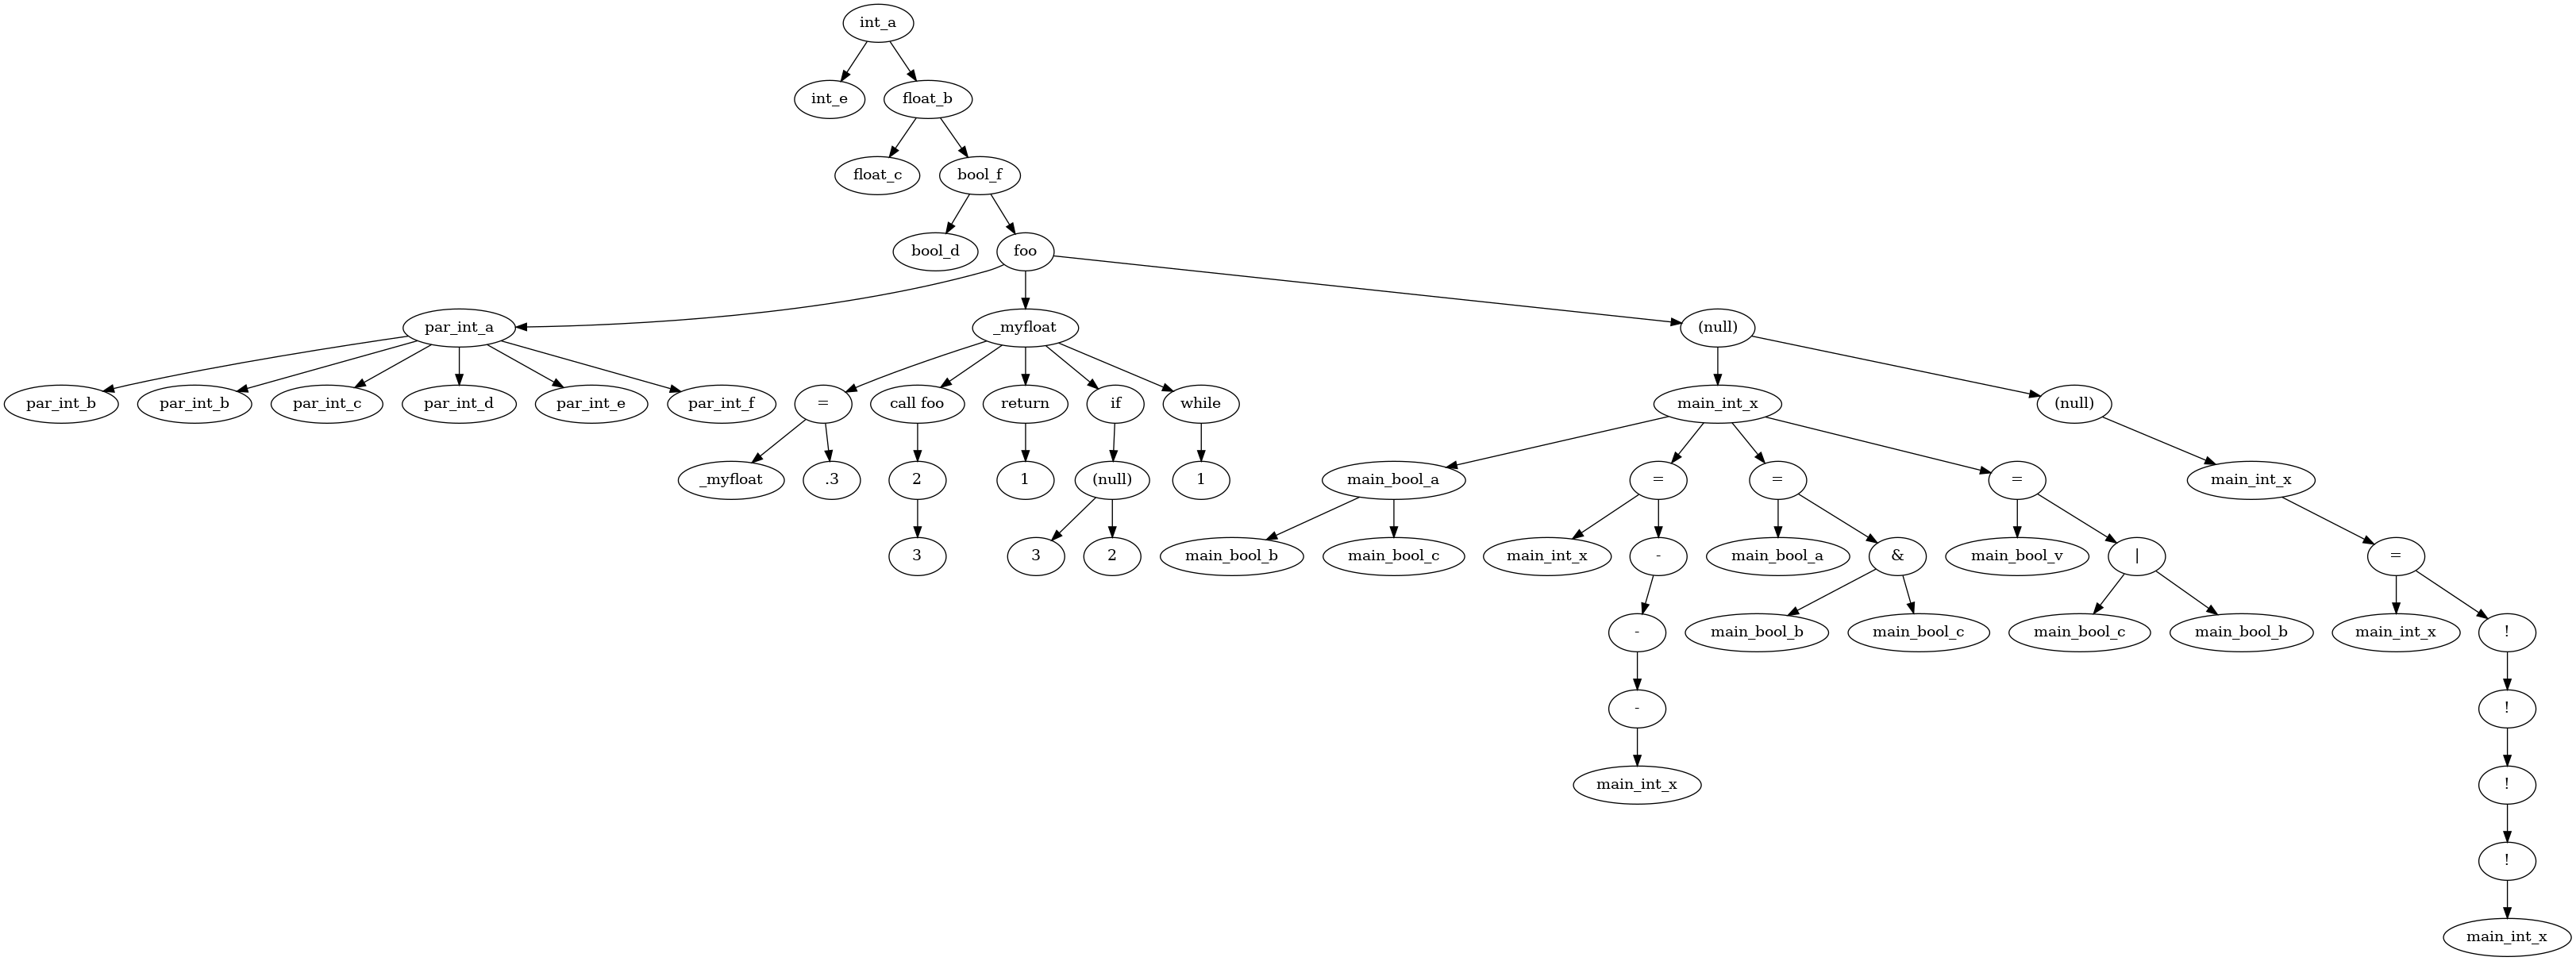 int_a
int_e float_b
float_c bool_f
bool_d foo
par_int_a _myfloat (null)
par_int_b par_int_b par_int_c par_int_d par_int_e par_int_f = call foo return if while main_int_x (null)
_myfloat .3 2 1 (null) 1 main_bool_a = = = main_int_x
3 3 2 main_bool_b main_bool_c main_int_x - main_bool_a & main_bool_v | =
- main_bool_b main_bool_c main_bool_c main_bool_b main_int_x !
- !
main_int_x !
!
main_int_x